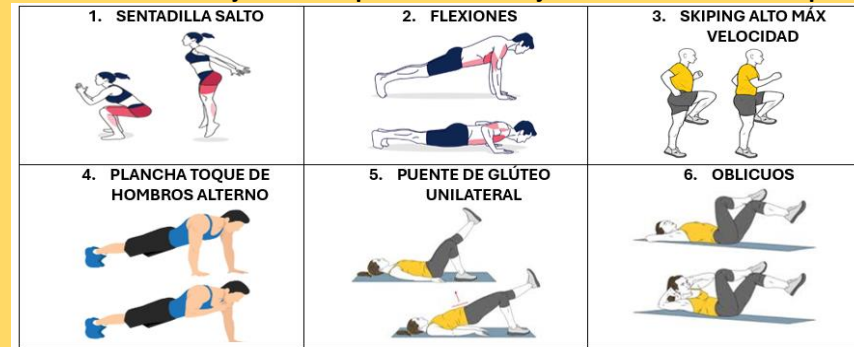 1. SENTADILLA SALTO
2. FLEXIONES
3. SKIPING ALTO MÁX
VELOCIDAD
4. PLANCHA TOQUE DE
HOMBROS ALTERNO
5. PUENTE DE GLÚTEO
UNILATERAL
6. OBLICUOS